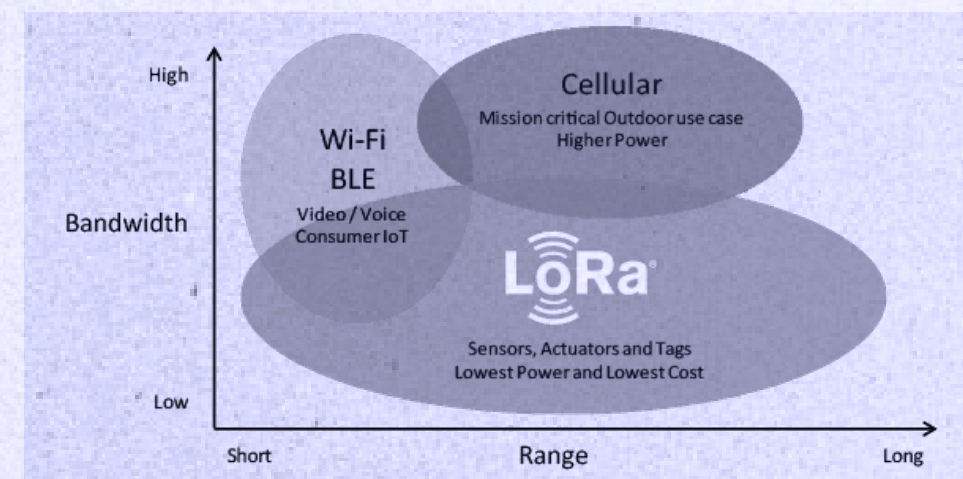 High
Cellular
Mission critical Outdoor use case
Higher Power
Wi-Fi
BLE
Video / Voice
Consumer IoT
Bandwidth
LoRa®
Sensors, Actuators and Tags
Lowest Power and Lowest Cost
Low
Short
Range
Long